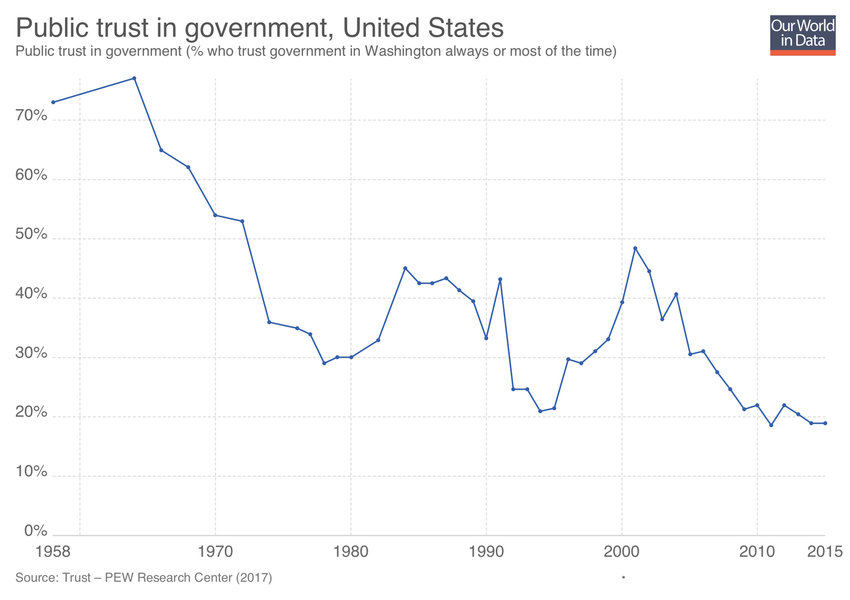 Public trust in government, United States
Public trust in government (% who trust government in Washington always or most of the time)
Our World
in Data
70%
60%
50%
40%
30%
20%
10%
0%
1958 1970 1980 1990 2000 2010 2015
Source: Trust – PEW Research Center (2017)